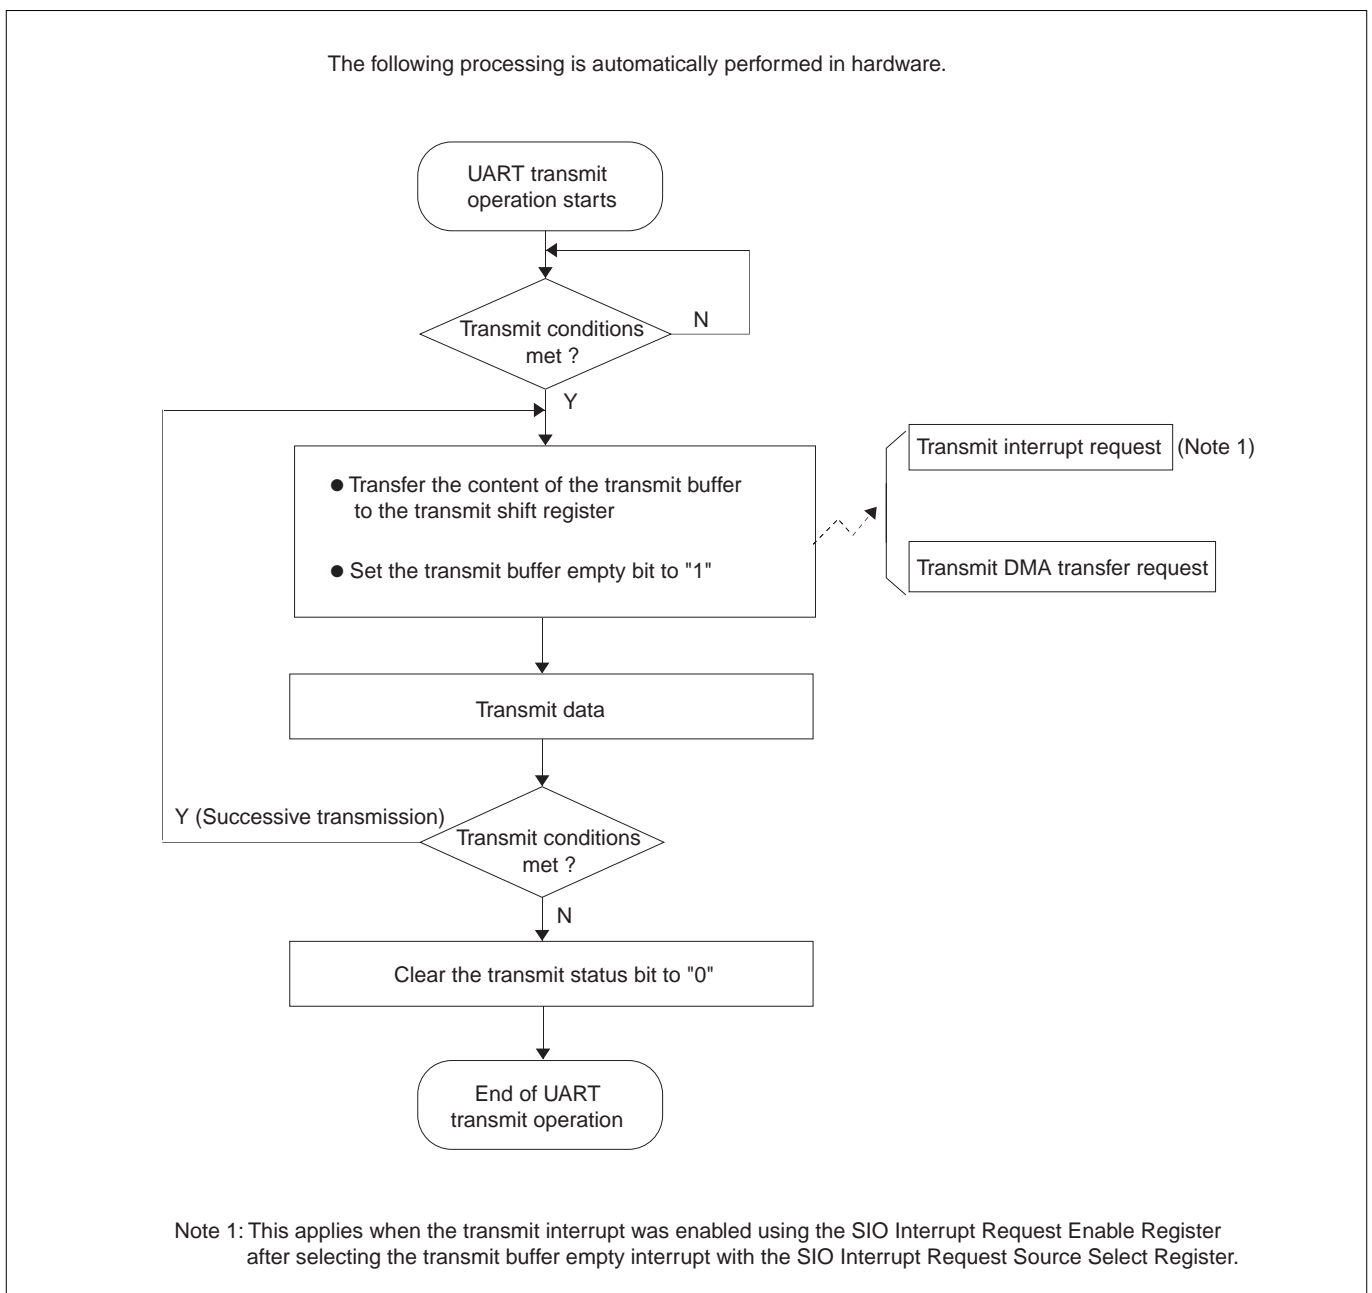 The following processing is automatically performed in hardware.
UART transmit
operation starts
Transmit conditions
met ?
N
Y
● Transfer the content of the transmit buffer
to the transmit shift register
● Set the transmit buffer empty bit to "1"
Transmit interrupt request (Note 1)
Transmit DMA transfer request
Transmit data
Y (Successive transmission)
Transmit conditions
met ?
N
Clear the transmit status bit to "0"
End of UART
transmit operation
Note 1: This applies when the transmit interrupt was enabled using the SIO Interrupt Request Enable Register
after selecting the transmit buffer empty interrupt with the SIO Interrupt Request Source Select Register.